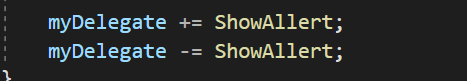 myDelegate += ShowAllert;
myDelegate -= ShowAllert;
}